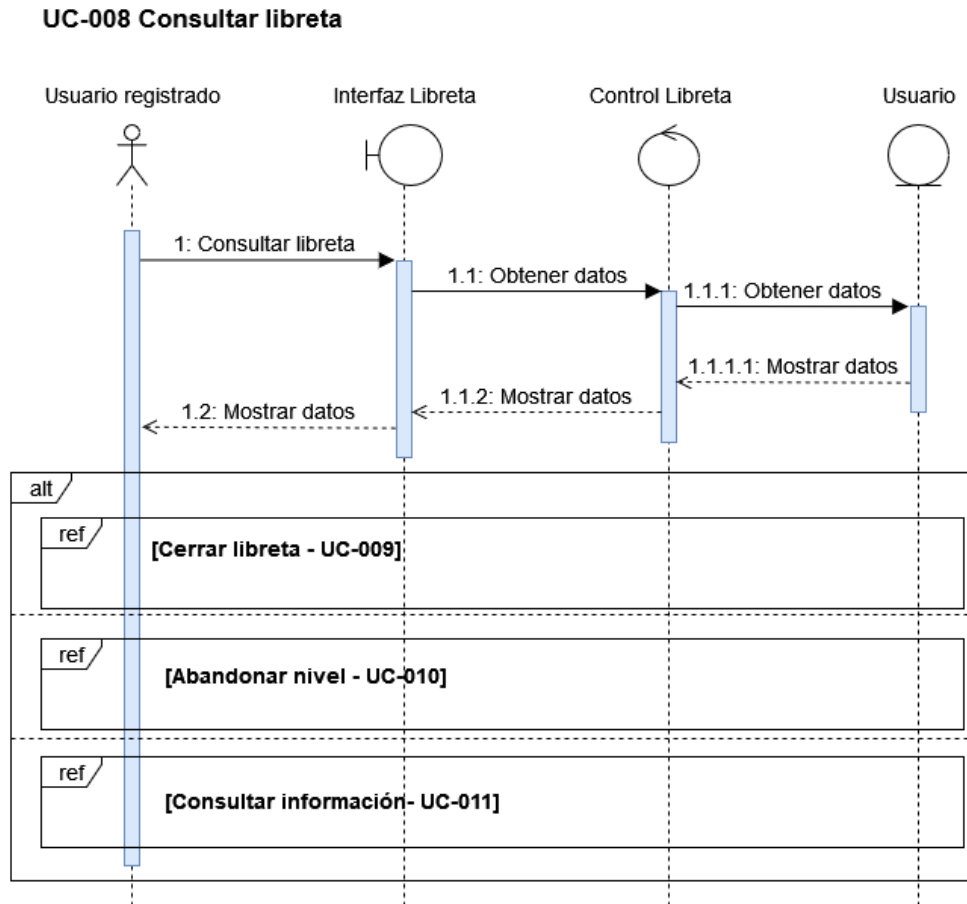 UC-008 Consultar libreta
Usuario registrado
Interfaz Libreta
Control Libreta
Usuario
1: Consultar libreta
1.1: Obtener datos
1.1.1: Obtener datos
1.1.1.1: Mostrar datos
1.1.2: Mostrar datos
1.2: Mostrar datos
alt
ref
[Cerrar libreta - UC-009]
ref
[Abandonar nivel - UC-010]
ref
[Consultar información- UC-011]